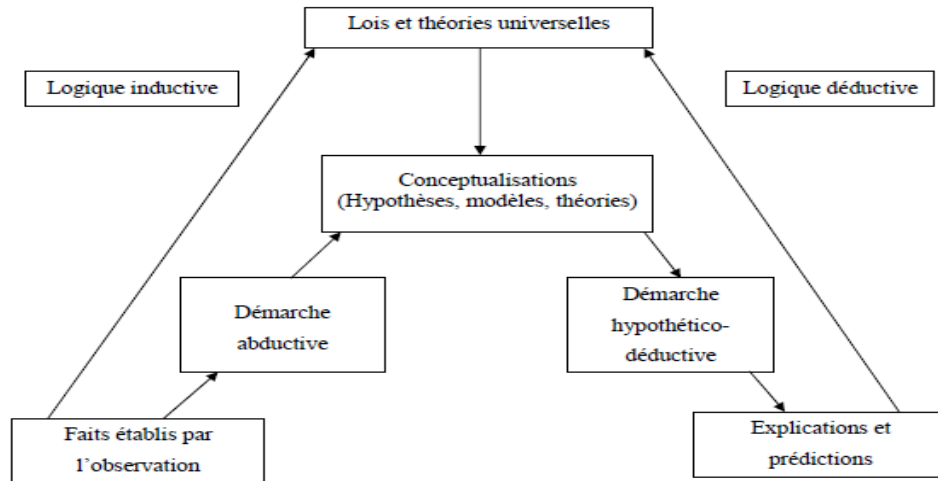 Lois et théories universelles
Logique inductive
Logique déductive
Conceptualisations
(Hypothèses, modèles, théories)
Démarche
abductive
Démarche
hypothético-
déductive
Faits établis par
l’observation
Explications et
prédictions